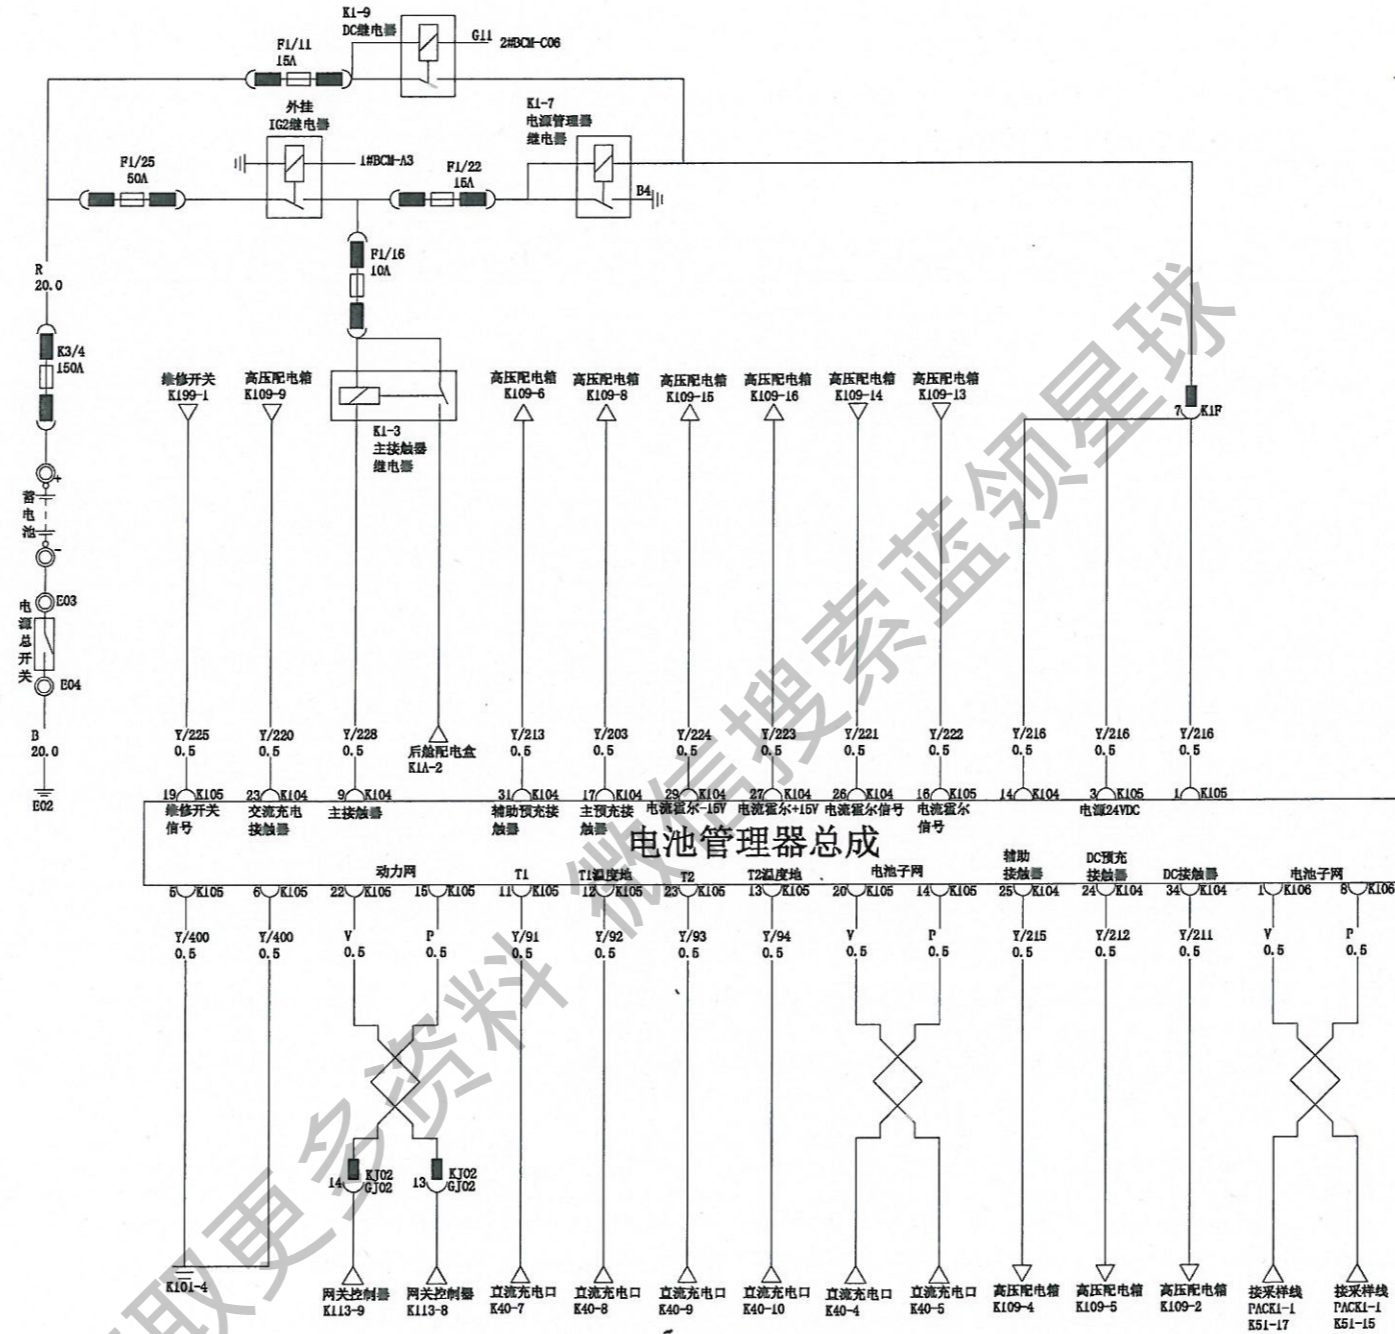 K1-9
DC继电器
F1/11
15A
G11
2#BCM-C06
外挂
IG2继电器
1#BCM-A3
K1-7
电源管理器
继电器
B4
F1/25
50A
F1/22
15A
F1/16
10A
R
20.0
K3/4
150A
+
蓄电池
-
E03
电源总开关
E04
B
20.0
E02
维修开关
K199-1
高压配电箱
K109-9
K1-3
主接触器
继电器
高压配电箱
K109-6
高压配电箱
K109-8
高压配电箱
K109-15
高压配电箱
K109-16
高压配电箱
K109-14
高压配电箱
K109-13
7 K1F
Y/225
0.5
Y/220
0.5
Y/228
0.5
后舱配电盒
K1A-2
Y/213
0.5
Y/203
0.5
Y/224
0.5
Y/223
0.5
Y/221
0.5
Y/222
0.5
Y/216
0.5
Y/216
0.5
Y/216
0.5
19 K105
23 K104
9 K104
31 K104
17 K104
29 K104
27 K104
26 K104
16 K105
14 K104
3 K105
1 K105
维修开关
信号
交流充电
接触器
主接触器
辅助预充接
触器
主预充接
触器
电流霍尔-15V
电流霍尔+15V
电流霍尔信号
电流霍尔
信号
电源24VDC
电池管理器总成
动力网
T1
T1温度地
T2
T2温度地
电池子网
辅助
接触器
DC预充
接触器
DC接触器
电池子网
5 K105
6 K105
22 K105
15 K105
11 K105
12 K105
23 K105
13 K105
20 K105
14 K105
25 K104
24 K104
34 K104
1 K106
8 K106
Y/400
0.5
Y/400
0.5
V
0.5
P
0.5
Y/91
0.5
Y/92
0.5
Y/93
0.5
Y/94
0.5
V
0.5
P
0.5
Y/215
0.5
Y/212
0.5
Y/211
0.5
V
0.5
P
0.5
14 KJ02
GJ02
13 KJ02
GJ02
K101-4
网关控制器
K113-9
网关控制器
K113-8
直流充电口
K40-7
直流充电口
K40-8
直流充电口
K40-9
直流充电口
K40-10
直流充电口
K40-4
直流充电口
K40-5
高压配电箱
K109-4
高压配电箱
K109-5
高压配电箱
K109-2
接采样线
PACK1-1
K51-17
接采样线
PACK1-1
K51-15
取更多资料 微信搜索蓝领星球